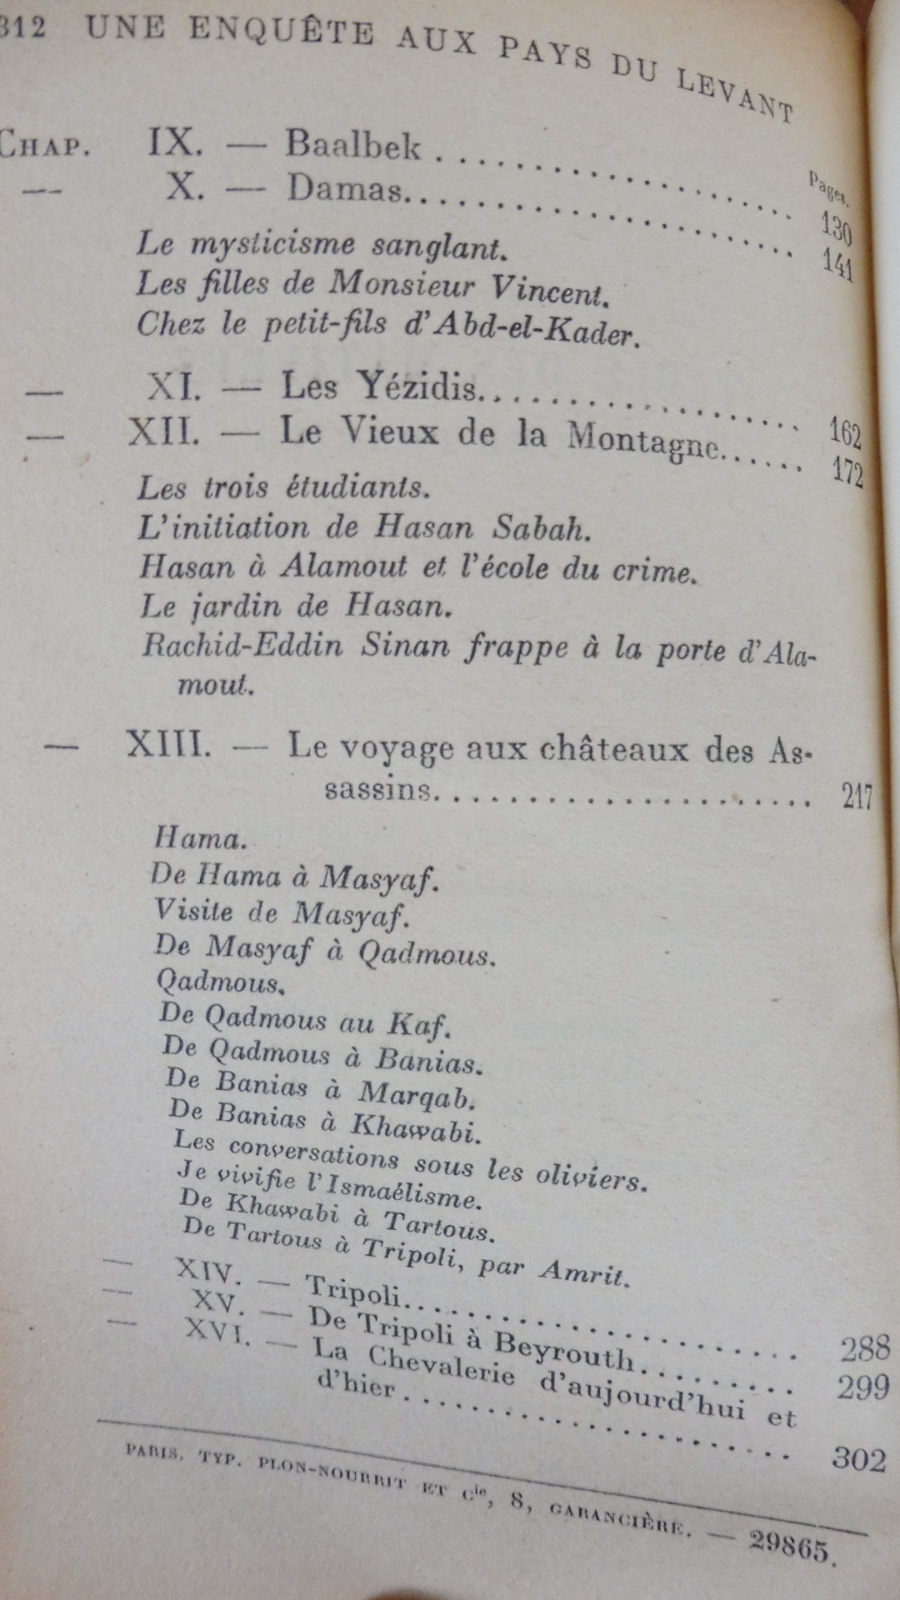 312 UNE ENQUÊTE AUX PAYS DU LEVANT
Pages.
CHAP. IX. — Baalbek.................... 130
— X. — Damas..................... 141
Le mysticisme sanglant.
Les filles de Monsieur Vincent.
Chez le petit-fils d'Abd-el-Kader.
— XI. — Les Yézidis................. 162
— XII. — Le Vieux de la Montagne...... 172
Les trois étudiants.
L'initiation de Hasan Sabah.
Hasan à Alamout et l'école du crime.
Le jardin de Hasan.
Rachid-Eddin Sinan frappe à la porte d'Ala-
mout.
— XIII. — Le voyage aux châteaux des As-
sassins..................... 217
Hama.
De Hama à Masyaf.
Visite de Masyaf.
De Masyaf à Qadmous.
Qadmous.
De Qadmous au Kaf.
De Qadmous à Banias.
De Banias à Marqab.
De Banias à Khawabi.
Les conversations sous les oliviers.
Je vivifie l'Ismaélisme.
De Khawabi à Tartous.
De Tartous à Tripoli, par Amrit.
— XIV. — Tripoli...................... 288
— XV. — De Tripoli à Beyrouth......... 299
— XVI. — La Chevalerie d'aujourd'hui et
d'hier..................... 302
PARIS. TYP. PLON-NOURRIT ET Cie, 8, GARANCIÈRE. — 29865.